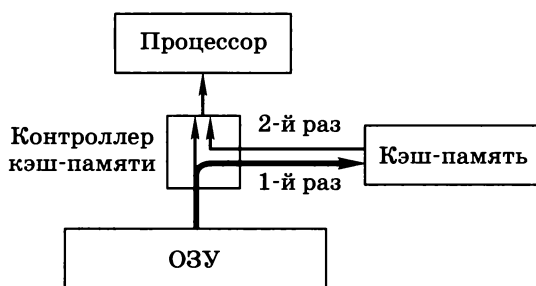 Процессор
Контроллер
кэш-памяти
2-й раз
1-й раз
Кэш-память
ОЗУ